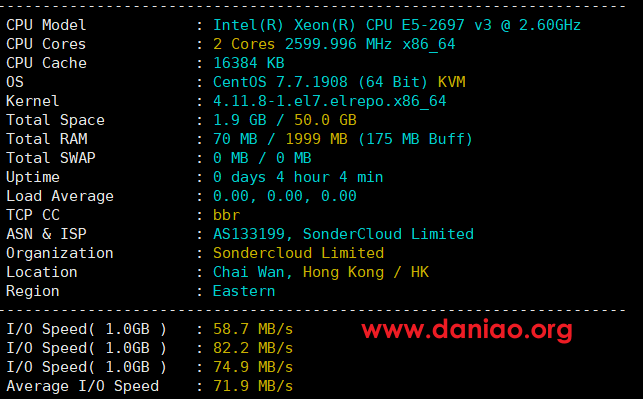 CPU Model : Intel(R) Xeon(R) CPU E5-2697 v3 @ 2.60GHz
CPU Cores : 2 Cores 2599.996 MHz x86_64
CPU Cache : 16384 KB
OS : CentOS 7.7.1908 (64 Bit) KVM
Kernel : 4.11.8-1.el7.elrepo.x86_64
Total Space : 1.9 GB / 50.0 GB
Total RAM : 70 MB / 1999 MB (175 MB Buff)
Total SWAP : 0 MB / 0 MB
Uptime : 0 days 4 hour 4 min
Load Average : 0.00, 0.00, 0.00
TCP CC : bbr
ASN & ISP : AS133199, SonderCloud Limited
Organization : Sondercloud Limited
Location : Chai Wan, Hong Kong / HK
Region : Eastern
I/O Speed( 1.0GB ) : 58.7 MB/s
www.daniao.org
I/O Speed( 1.0GB ) : 82.2 MB/s
I/O Speed( 1.0GB ) : 74.9 MB/s
Average I/O Speed : 71.9 MB/s